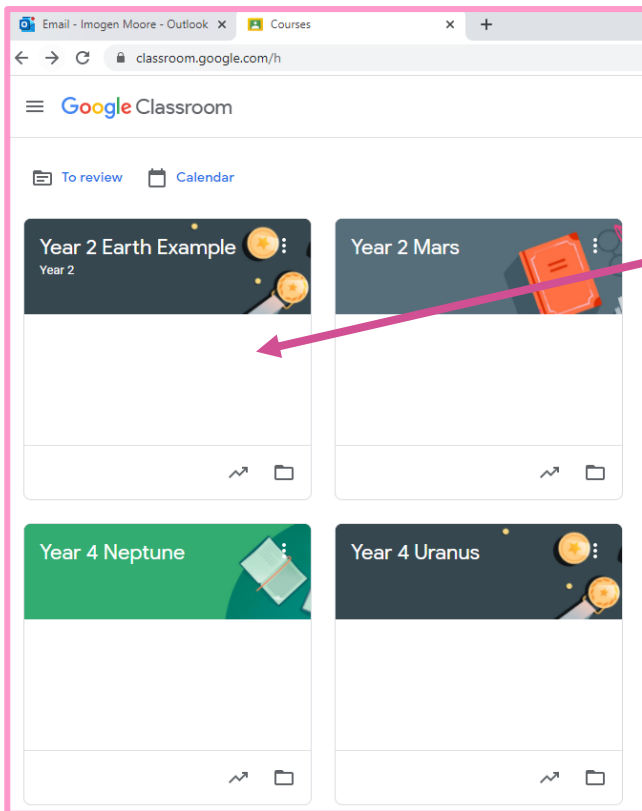 Email - Imogen Moore - Outlook
Courses
classroom.google.com/h
Google Classroom
To review
Calendar
Year 2 Earth Example
Year 2
Year 2 Mars
Year 4 Neptune
Year 4 Uranus